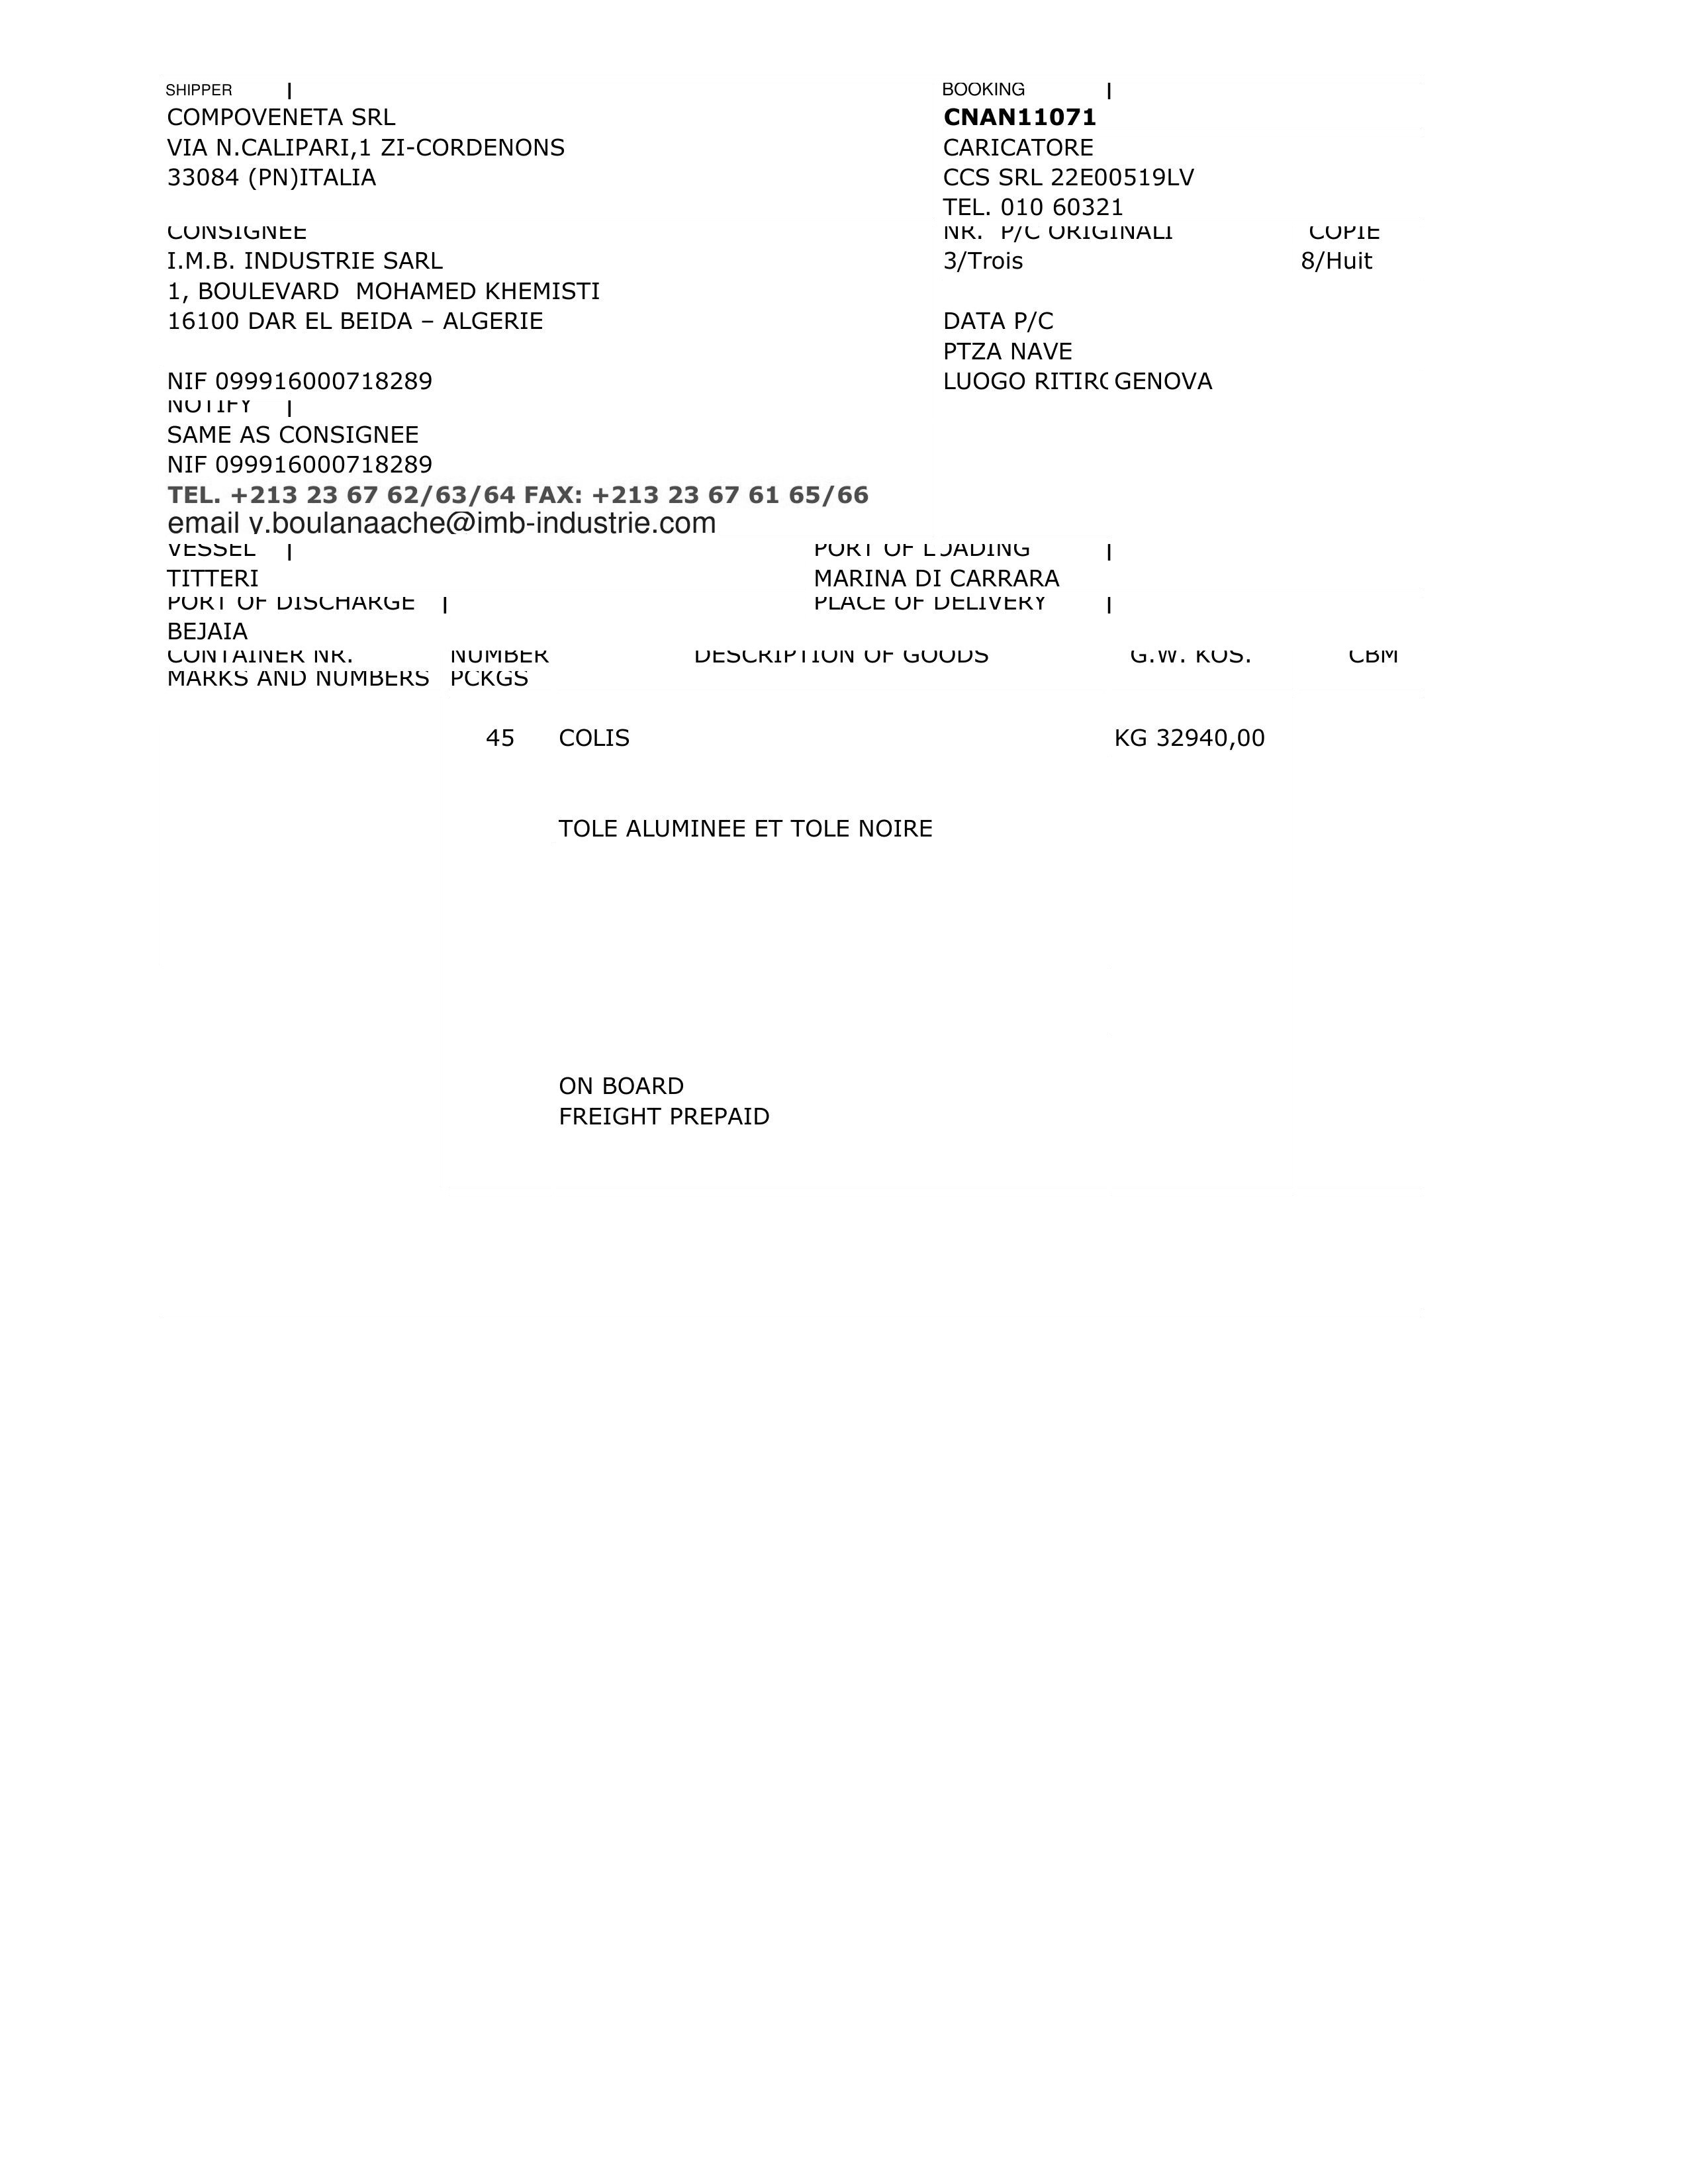 SHIPPER
COMPOVENETA SRL
VIA N.CALIPARI,1 ZI-CORDENONS
33084 (PN)ITALIA
BOOKING
CNAN11071
CARICATORE
CCS SRL 22E00519LV
TEL. 010 60321
CONSIGNEE
I.M.B. INDUSTRIE SARL
1, BOULEVARD MOHAMED KHEMISTI
16100 DAR EL BEIDA – ALGERIE
NIF 099916000718289
NR. P/C ORIGINALI COPIE
3/Trois 8/Huit
DATA P/C
PTZA NAVE
LUOGO RITIRO GENOVA
NOTIFY
SAME AS CONSIGNEE
NIF 099916000718289
TEL. +213 23 67 62/63/64 FAX: +213 23 67 61 65/66
email y.boulanaache@imb-industrie.com
VESSEL PORT OF LOADING
TITTERI MARINA DI CARRARA
PORT OF DISCHARGE PLACE OF DELIVERY
BEJAIA
CONTAINER NR. NUMBER DESCRIPTION OF GOODS G.W. KOS. CBM
MARKS AND NUMBERS PCKGS
45 COLIS KG 32940,00
TOLE ALUMINEE ET TOLE NOIRE
ON BOARD
FREIGHT PREPAID